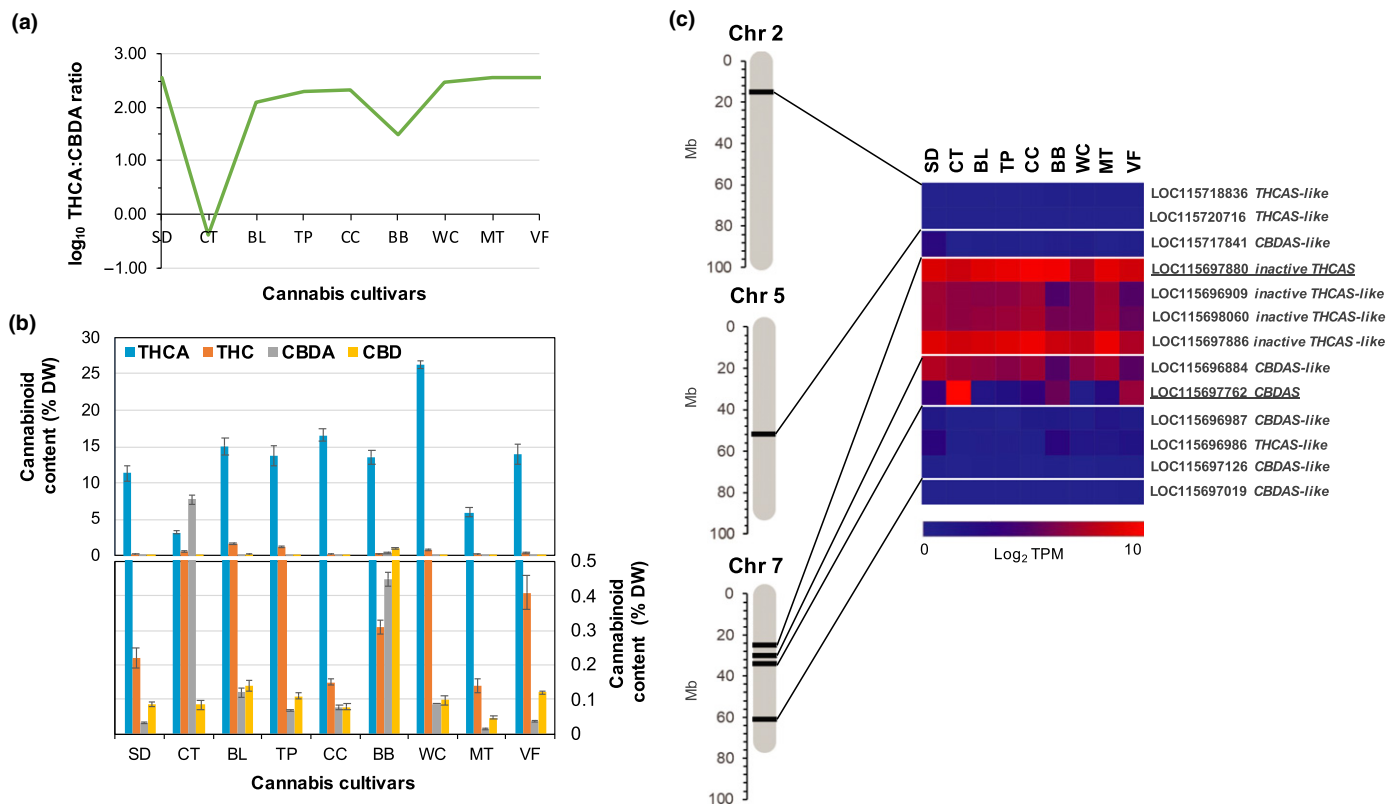 (a)
3.00
2.00
1.00
0.00
−1.00
log10 THCA:CBDA ratio
SD CT BL TP CC BB WC MT VF
Cannabis cultivars
(b)
30
25
20
15
10
5
0
Cannabinoid
content (% DW)
THCA THC CBDA CBD
0.5
0.4
0.3
0.2
0.1
0
Cannabinoid
content (% DW)
SD CT BL TP CC BB WC MT VF
Cannabis cultivars
(c)
Chr 2
0
20
40
60
80
100
Mb
Chr 5
0
20
40
60
80
100
Mb
Chr 7
0
20
40
60
80
100
Mb
SD CT BL TP CC BB WC MT VF
LOC115718836 THCAS-like
LOC115720716 THCAS-like
LOC115717841 CBDAS-like
LOC115697880 inactive THCAS
LOC115696909 inactive THCAS-like
LOC115698060 inactive THCAS-like
LOC115697886 inactive THCAS-like
LOC115696884 CBDAS-like
LOC115697762 CBDAS
LOC115696987 CBDAS-like
LOC115696986 THCAS-like
LOC115697126 CBDAS-like
LOC115697019 CBDAS-like
0 10
Log2 TPM